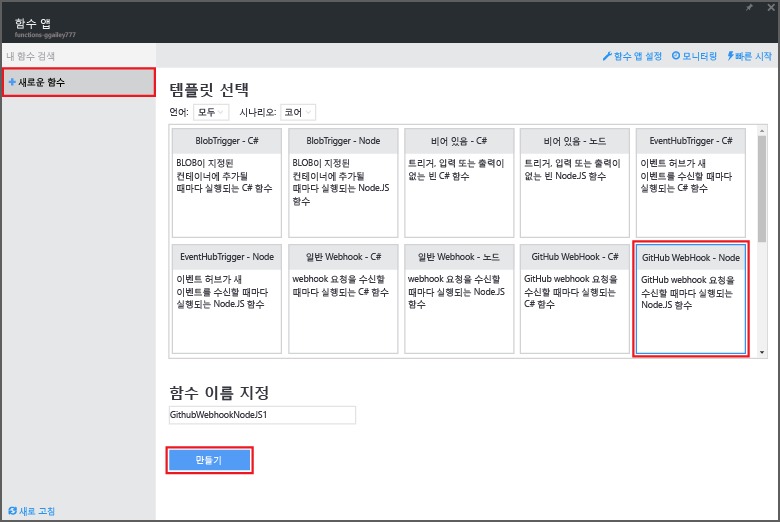 함수 앱
functions-ggailey777
내 함수 검색
함수 앱 설정 모니터링 빠른 시작
+ 새로운 함수
템플릿 선택
언어: 모두 시나리오: 코어
BlobTrigger - C#
BLOB이 지정된
컨테이너에 추가될
때마다 실행되는 C# 함수
BlobTrigger - Node
BLOB이 지정된
컨테이너에 추가될
때마다 실행되는 Node.JS
함수
비어 있음 - C#
트리거, 입력 또는 출력이
없는 빈 C# 함수
비어 있음 - 노드
트리거, 입력 또는 출력이
없는 빈 Node.JS 함수
EventHubTrigger - C#
이벤트 허브가 새
이벤트를 수신할 때마다
실행되는 C# 함수
EventHubTrigger - Node
이벤트 허브가 새
이벤트를 수신할 때마다
실행되는 Node.JS 함수
일반 Webhook - C#
webhook 요청을 수신할
때마다 실행되는 C# 함수
일반 Webhook - 노드
webhook 요청을 수신할
때마다 실행되는 Node.JS
함수
GitHub WebHook - C#
GitHub webhook 요청을
수신할 때마다 실행되는
C# 함수
GitHub WebHook - Node
GitHub webhook 요청을
수신할 때마다 실행되는
Node.JS 함수
함수 이름 지정
GithubWebhookNodeJS1
만들기
새로 고침